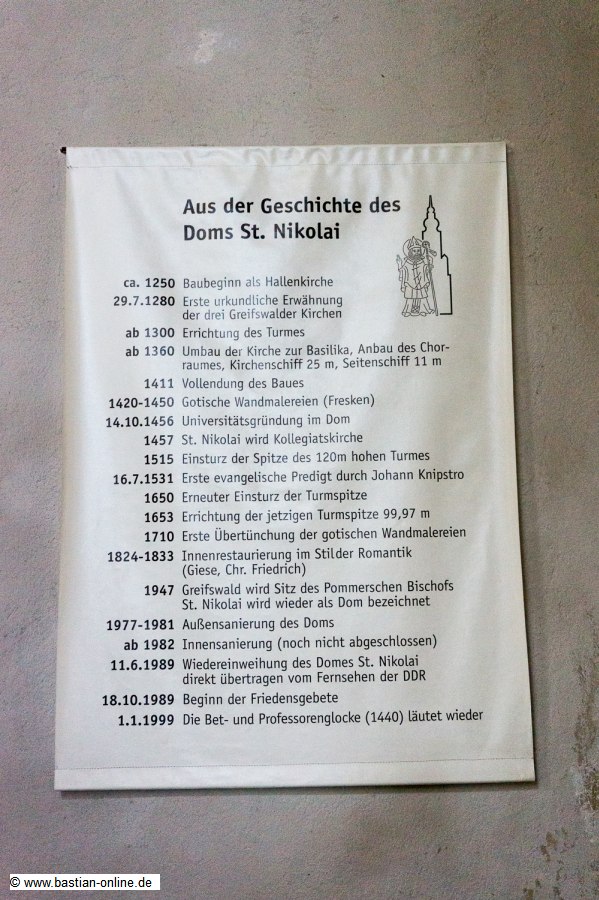 Aus der Geschichte des
Doms St. Nikolai
ca. 1250 Baubeginn als Hallenkirche
29.7.1280 Erste urkundliche Erwähnung
der drei Greifswalder Kirchen
ab 1300 Errichtung des Turmes
ab 1360 Umbau der Kirche zur Basilika, Anbau des Chor-
raumes, Kirchenschiff 25 m, Seitenschiff 11 m
1411 Vollendung des Baues
1420-1450 Gotische Wandmalereien (Fresken)
14.10.1456 Universitätsgründung im Dom
1457 St. Nikolai wird Kollegiatskirche
1515 Einsturz der Spitze des 120m hohen Turmes
16.7.1531 Erste evangelische Predigt durch Johann Knipstro
1650 Erneuter Einsturz der Turmspitze
1653 Errichtung der jetzigen Turmspitze 99,97 m
1710 Erste Übertünchung der gotischen Wandmalereien
1824-1833 Innenrestaurierung im Stil der Romantik
(Giese, Chr. Friedrich)
1947 Greifswald wird Sitz des Pommerschen Bischofs
St. Nikolai wird wieder als Dom bezeichnet
1977-1981 Außensanierung des Doms
ab 1982 Innensanierung (noch nicht abgeschlossen)
11.6.1989 Wiedereinweihung des Domes St. Nikolai
direkt übertragen vom Fernsehen der DDR
18.10.1989 Beginn der Friedensgebete
1.1.1999 Die Bet- und Professorenglocke (1440) läutet wieder
© www.bastian-online.de